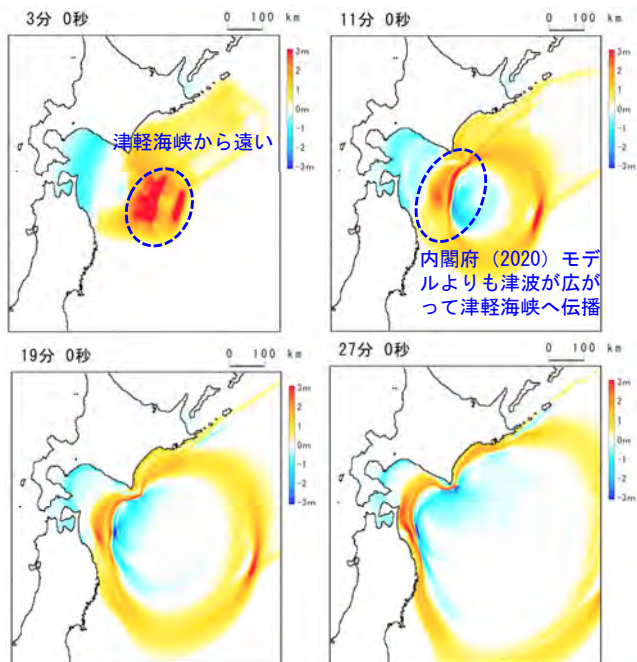 3分 0秒
0 100 km
3m
2
1
0m
-1
-2
-3m
津軽海峡から遠い
11分 0秒
0 100 km
3m
2
1
0m
-1
-2
-3m
内閣府（2020）モデ
ルよりも津波が広が
って津軽海峡へ伝播
19分 0秒
0 100 km
3m
2
1
0m
-1
-2
-3m
27分 0秒
0 100 km
3m
2
1
0m
-1
-2
-3m